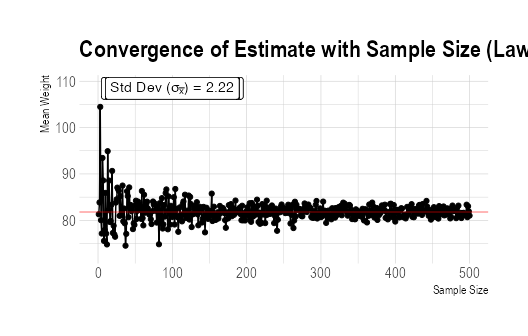 Convergence of Estimate with Sample Size (Law
Mean Weight
110
100
90
80
Std Dev (σx̅) = 2.22
0 100 200 300 400 500
Sample Size